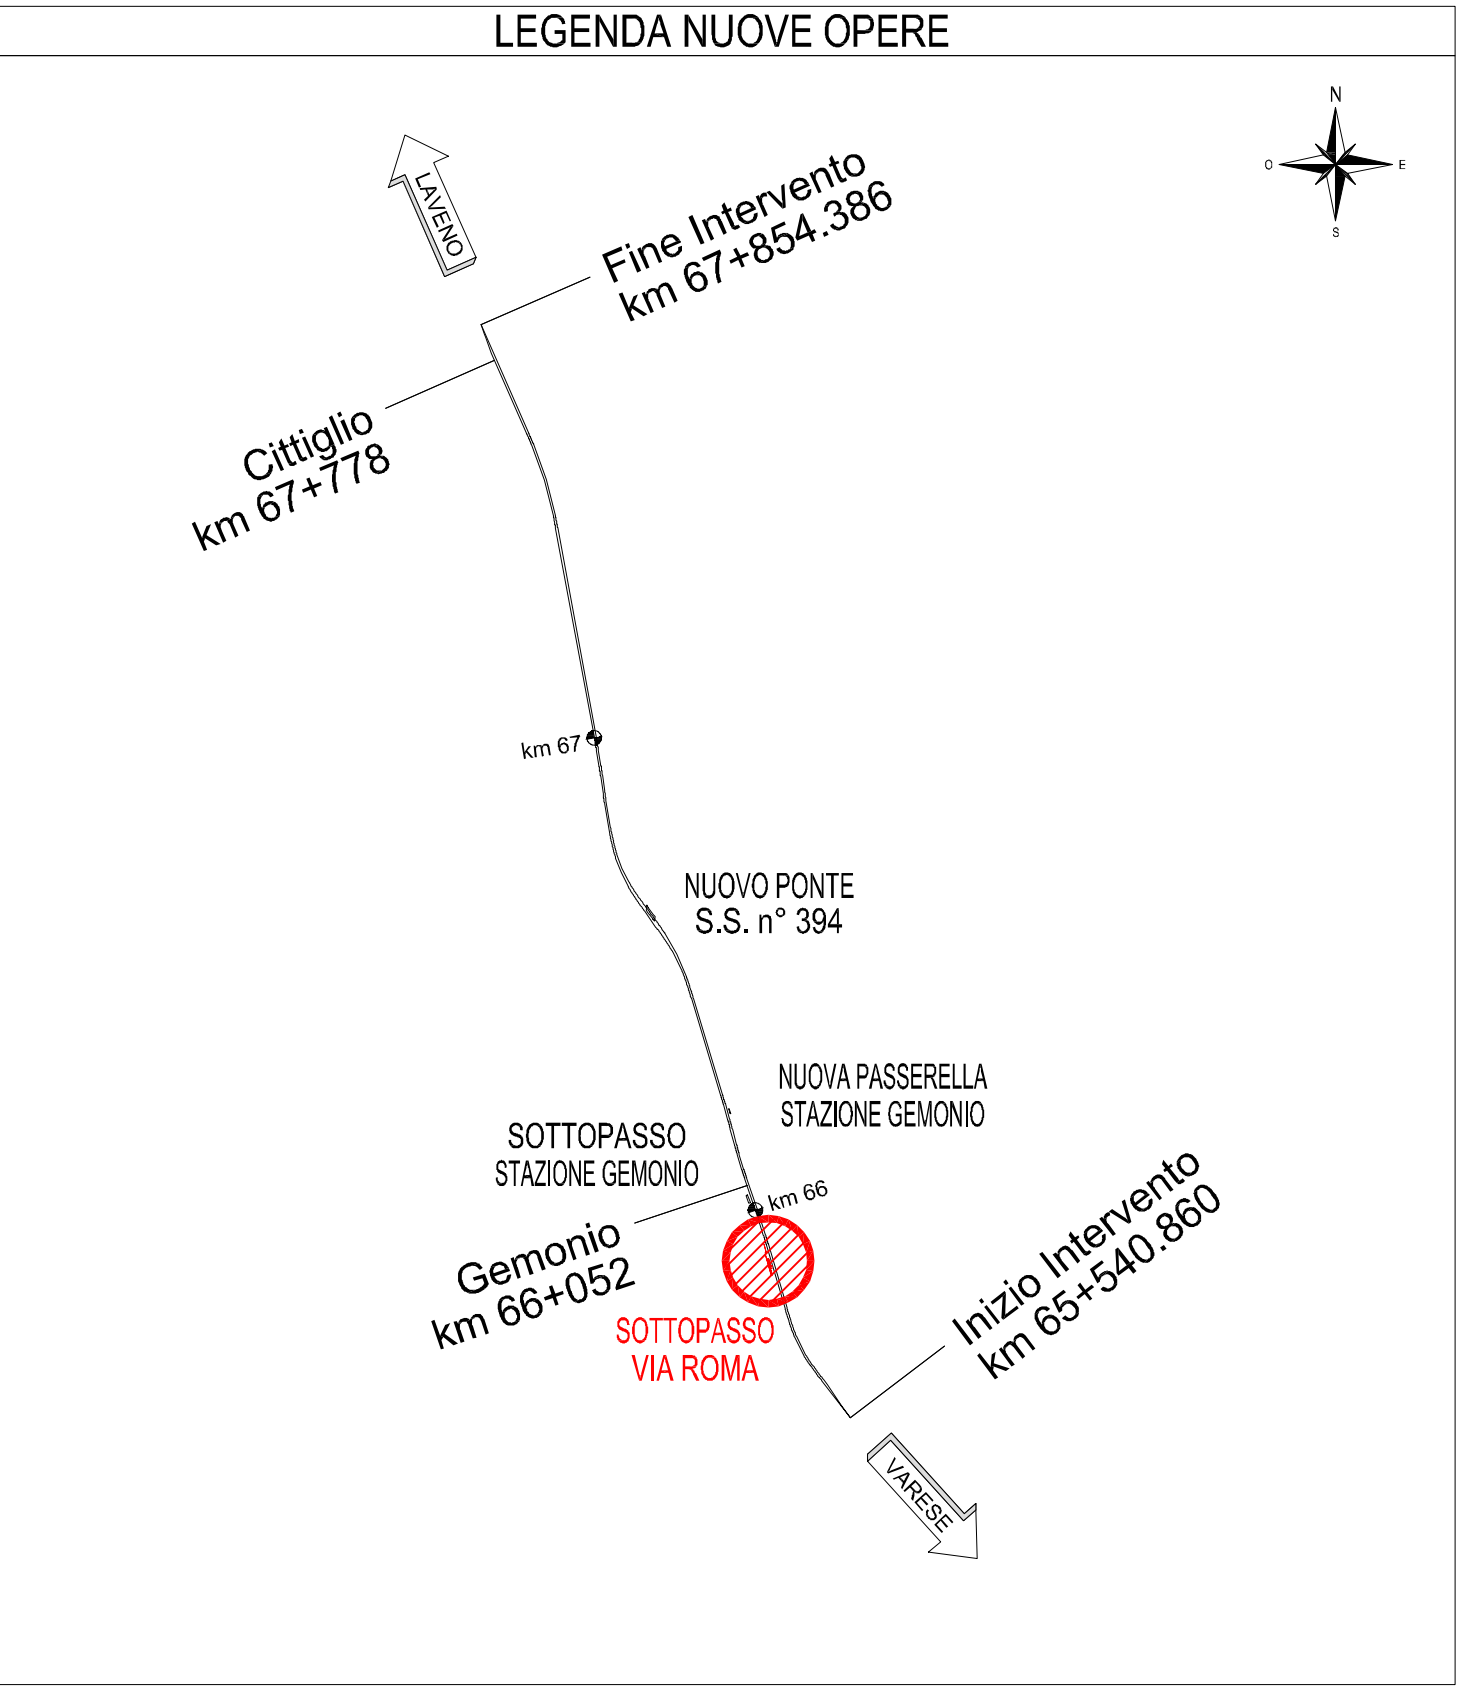 LEGENDA NUOVE OPERE
N
O
E
S
LAVENO
Fine Intervento
km 67+854.386
Cittiglio
km 67+778
km 67
NUOVO PONTE
S.S. n° 394
NUOVA PASSERELLA
STAZIONE GEMONIO
SOTTOPASSO
STAZIONE GEMONIO
km 66
Gemonio
km 66+052
Inizio Intervento
km 65+540.860
SOTTOPASSO
VIA ROMA
VARESE